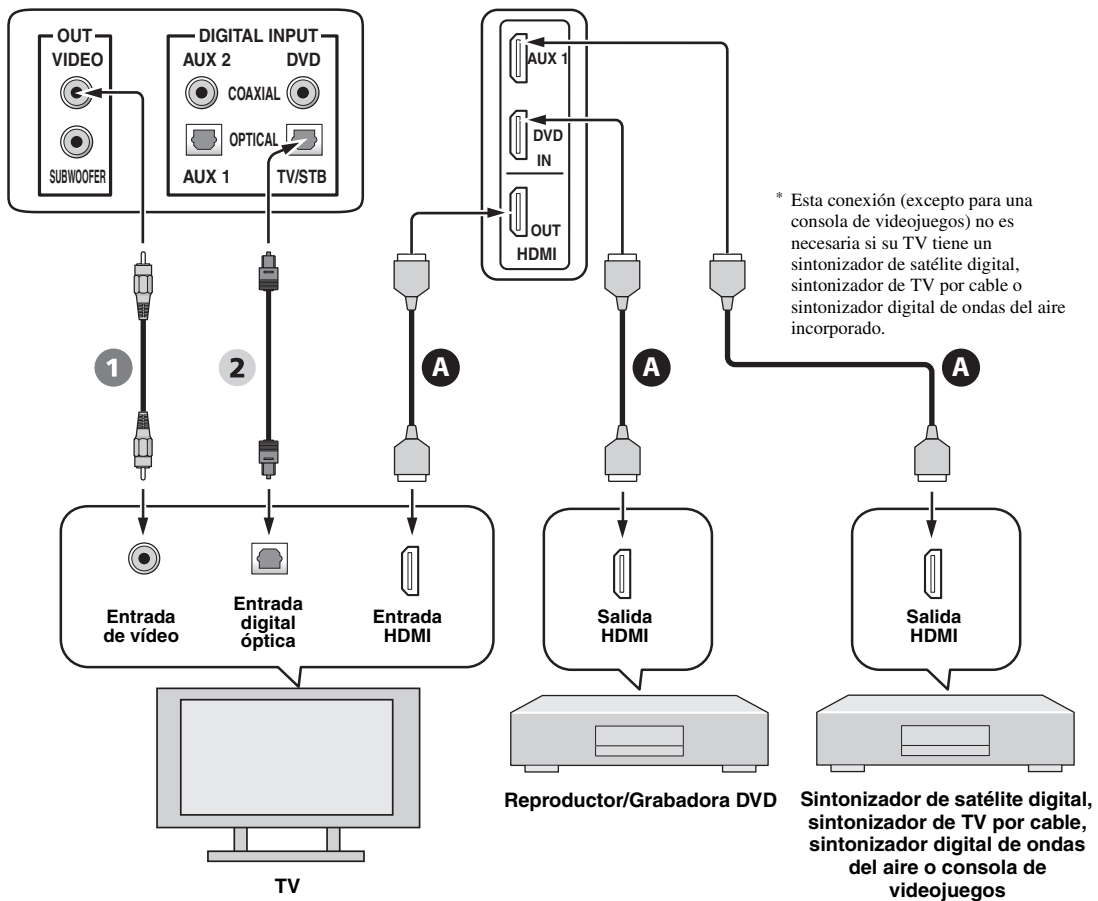 OUT
VIDEO
SUBWOOFER
DIGITAL INPUT
AUX 2
DVD
COAXIAL
OPTICAL
AUX 1
TV/STB
AUX 1
DVD
IN
OUT
HDMI
* Esta conexión (excepto para una
consola de videojuegos) no es
necesaria si su TV tiene un
sintonizador de satélite digital,
sintonizador de TV por cable o
sintonizador digital de ondas del aire
incorporado.
1
2
A
A
A
Entrada
de vídeo
Entrada
digital
óptica
Entrada
HDMI
Salida
HDMI
Salida
HDMI
TV
Reproductor/Grabadora DVD
Sintonizador de satélite digital,
sintonizador de TV por cable,
sintonizador digital de ondas
del aire o consola de
videojuegos